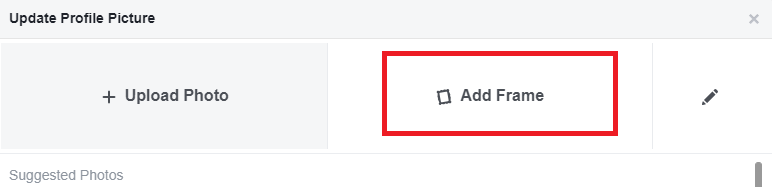 Update Profile Picture
Upload Photo
Add Frame
Suggested Photos